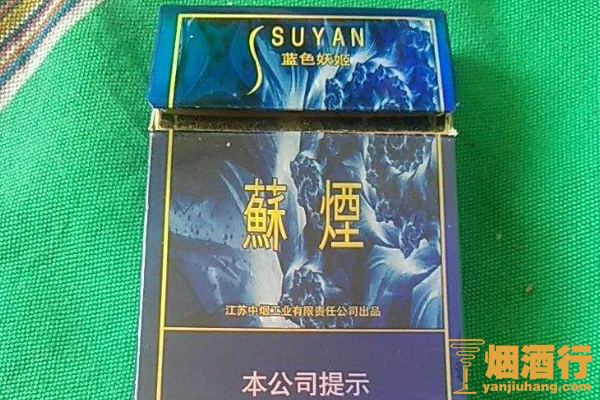 SUYAN
蓝色妖姬
蘇煙
江苏中烟工业有限责任公司出品
本公司提示
烟酒行
yanjiuhang.com